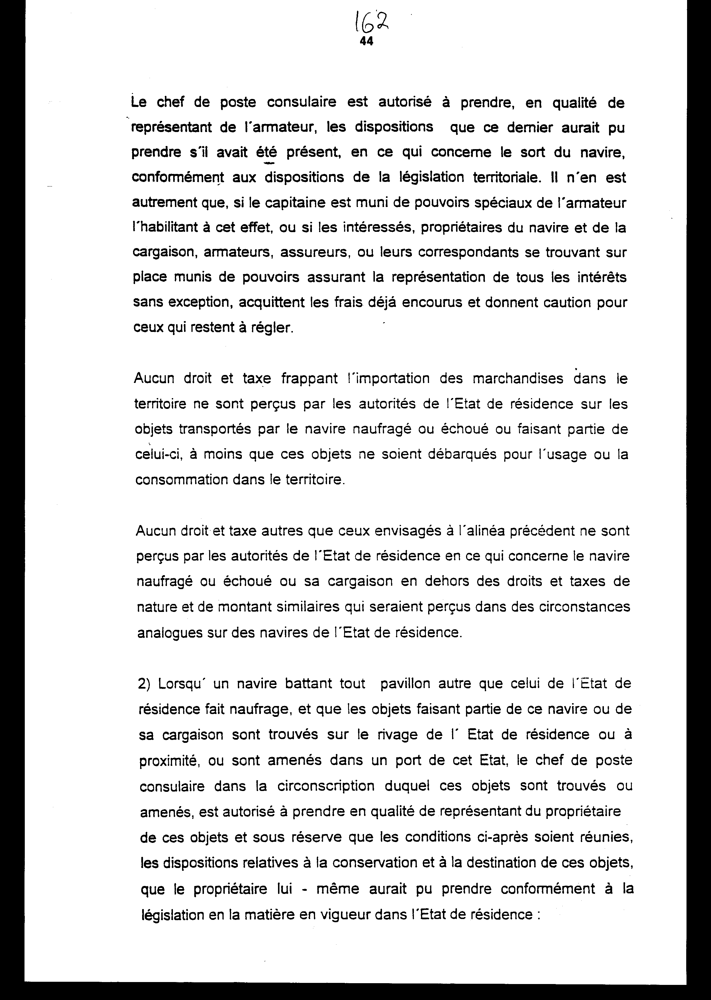 162
44
Le chef de poste consulaire est autorisé à prendre, en qualité de
représentant de l´armateur, les dispositions que ce dernier aurait pu
prendre s´il avait été présent, en ce qui concerne le sort du navire,
conformément aux dispositions de la législation territoriale. Il n´en est
autrement que, si le capitaine est muni de pouvoirs spéciaux de l´armateur
l´habilitant à cet effet, ou si les intéressés, propriétaires du navire et de la
cargaison, armateurs, assureurs, ou leurs correspondants se trouvant sur
place munis de pouvoirs assurant la représentation de tous les intérêts
sans exception, acquittent les frais déjá encourus et donnent caution pour
ceux qui restent à régler.
Aucun droit et taxe frappant l´importation des marchandises dans le
territoire ne sont perçus par les autorités de l´Etat de résidence sur les
objets transportés par le navire naufragé ou échoué ou faisant partie de
celui-ci, à moins que ces objets ne soient débarqués pour l´usage ou la
consommation dans le territoire.
Aucun droit et taxe autres que ceux envisagés à l´alinéa précédent ne sont
perçus par les autorités de l´Etat de résidence en ce qui concerne le navire
naufragé ou échoué ou sa cargaison en dehors des droits et taxes de
nature et de montant similaires qui seraient perçus dans des circonstances
analogues sur des navires de l´Etat de résidence.
2) Lorsqu´ un navire battant tout pavillon autre que celui de l´Etat de
résidence fait naufrage, et que les objets faisant partie de ce navire ou de
sa cargaison sont trouvés sur le rivage de l´ Etat de résidence ou à
proximité, ou sont amenés dans un port de cet Etat, le chef de poste
consulaire dans la circonscription duquel ces objets sont trouvés ou
amenés, est autorisé à prendre en qualité de représentant du propriétaire
de ces objets et sous réserve que les conditions ci-après soient réunies,
les dispositions relatives à la conservation et à la destination de ces objets,
que le propriétaire lui - même aurait pu prendre conformément à la
législation en la matière en vigueur dans l´Etat de résidence :